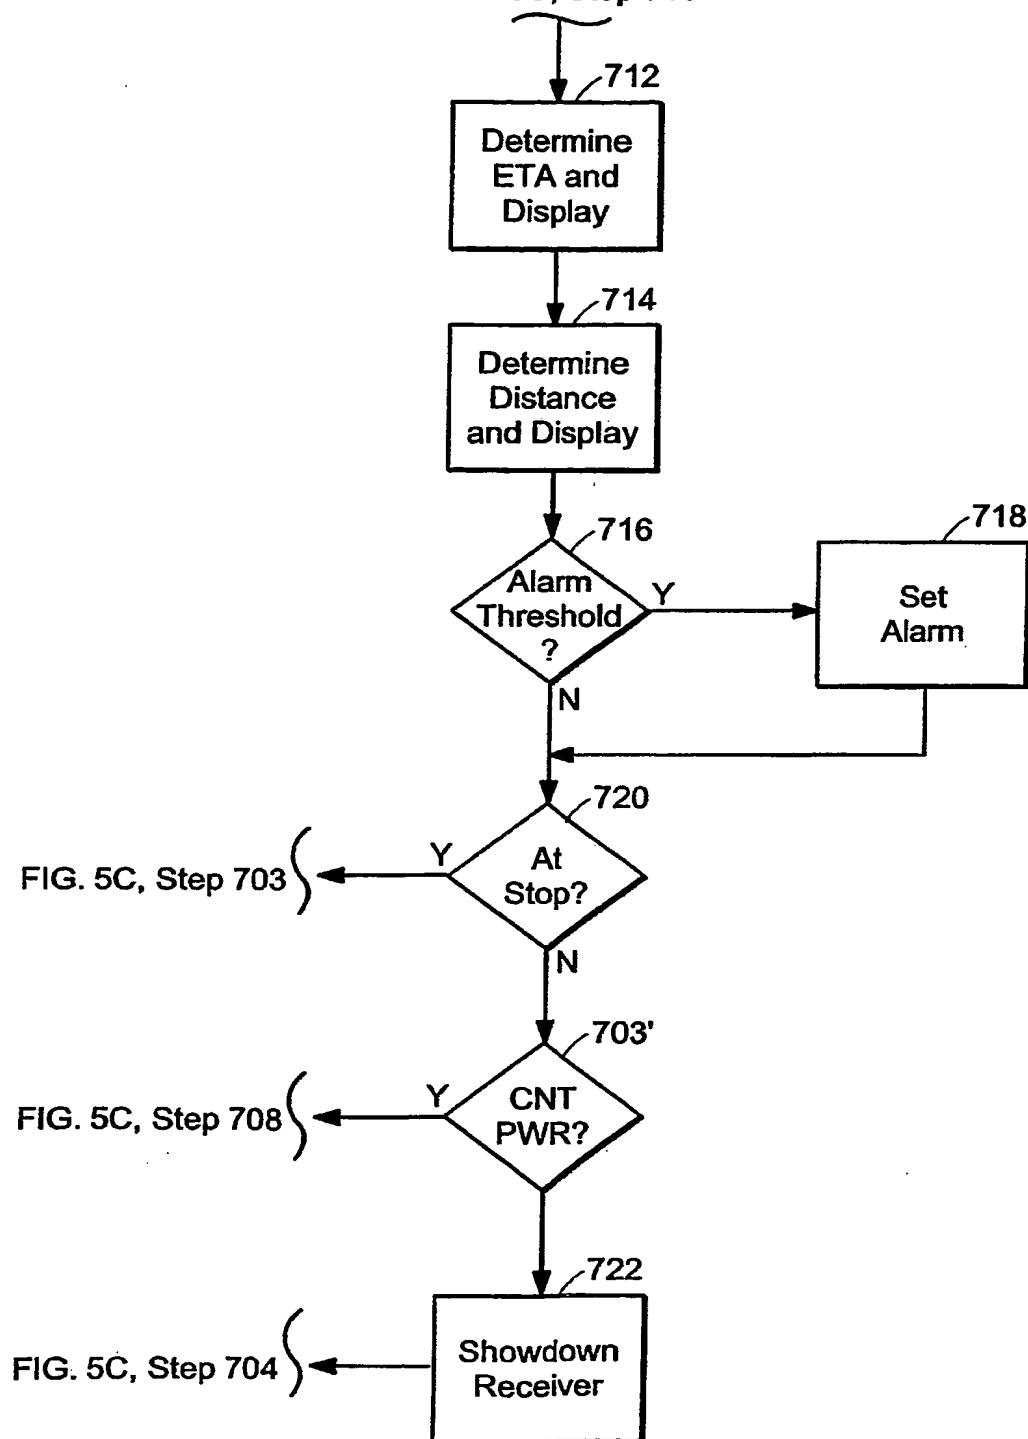 712
Determine
ETA and
Display
714
Determine
Distance
and Display
716
718
Alarm
Threshold
?
Y
Set
Alarm
N
720
At
Stop?
Y
FIG. 5C, Step 703
N
703'
CNT
PWR?
Y
FIG. 5C, Step 708
722
Showdown
Receiver
FIG. 5C, Step 704